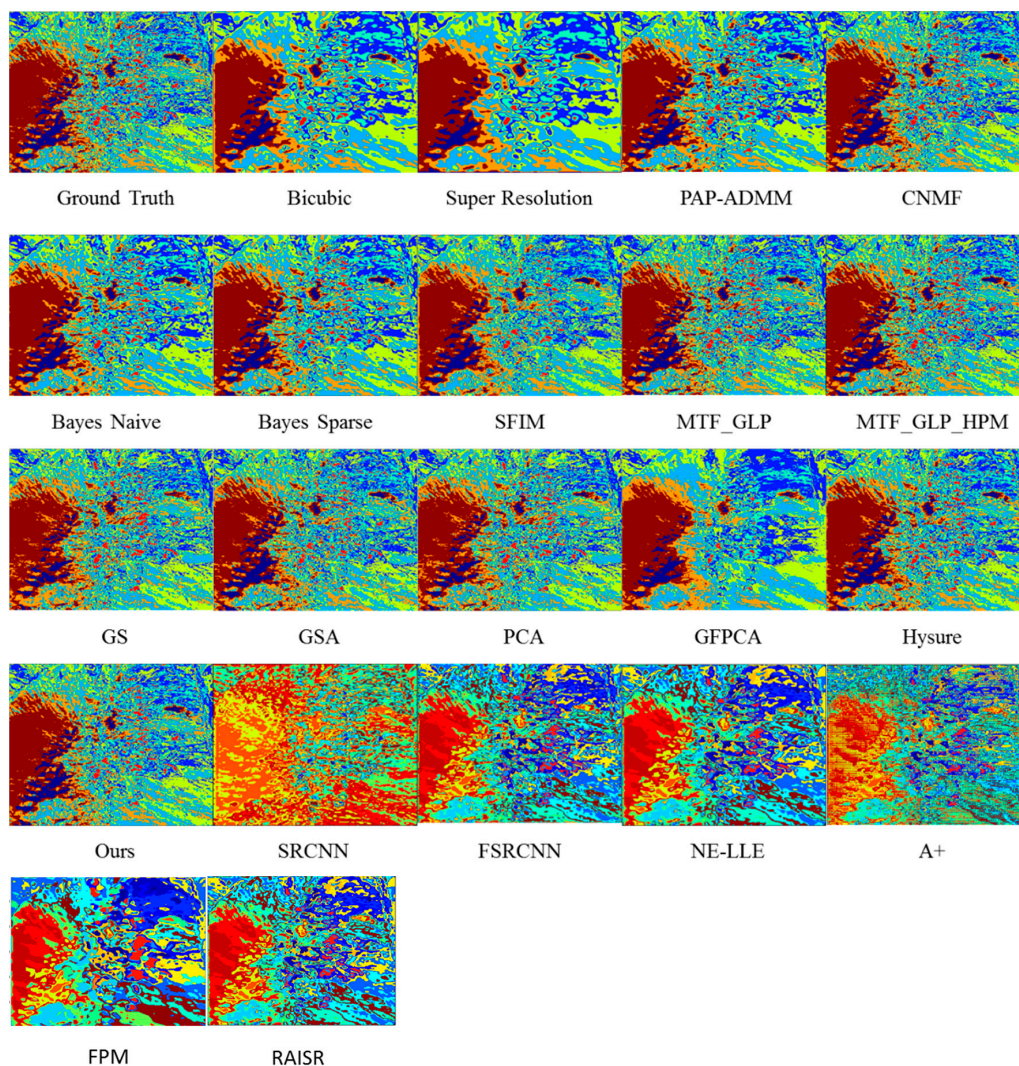 Ground Truth Bicubic Super Resolution PAP-ADMM CNMF
Bayes Naive Bayes Sparse SFIM MTF_GLP MTF_GLP_HPM
GS GSA PCA GFPCA Hysure
Ours SRCNN FSRCNN NE-LLE A+
FPM RAISR